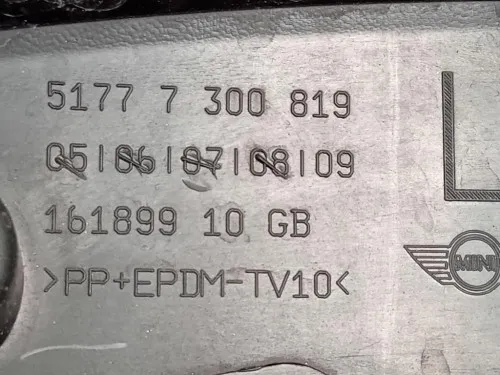 5177 7 300 819
05|06|07|08|09
161899 10 GB
>PP+EPDM-TV10<
L
MINI